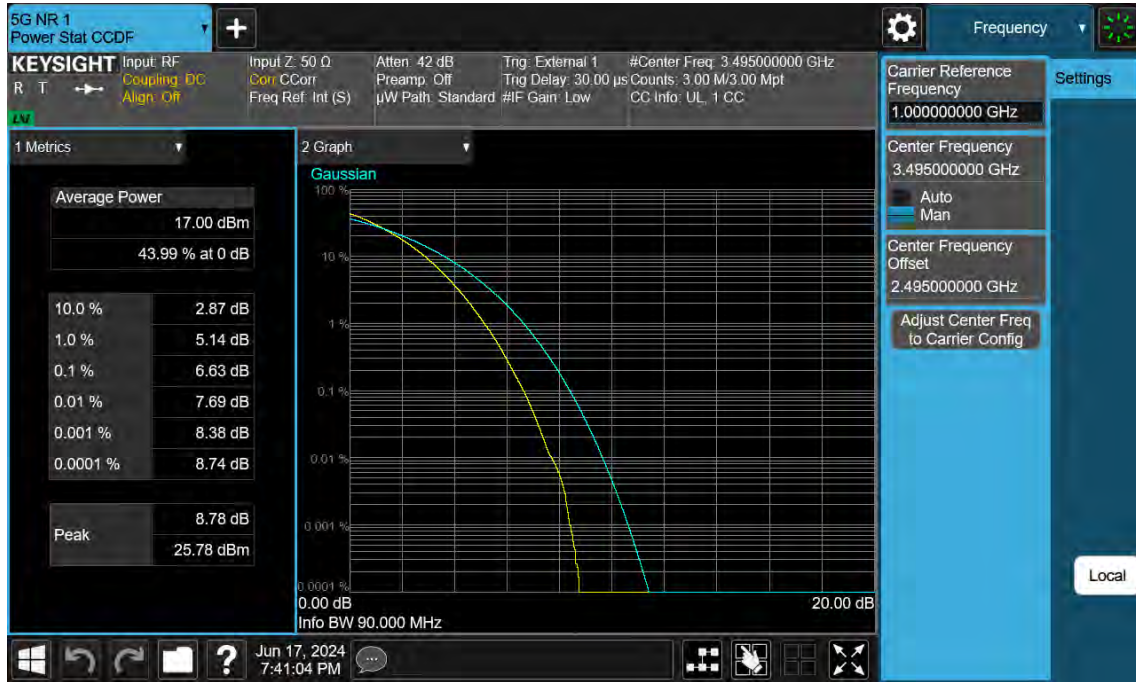 5G NR 1
Power Stat CCDF
+
Frequency
KEYSIGHT
R T
LXI
Input: RF
Coupling: DC
Align: Off
Input Z: 50 Ω
Corr CCorr
Freq Ref: Int (S)
Atten: 42 dB
Preamp: Off
µW Path: Standard
Trig: External 1
Trig Delay: 30.00 µs
#IF Gain: Low
#Center Freq: 3.495000000 GHz
Counts: 3.00 M/3.00 Mpt
CC Info: UL, 1 CC
1 Metrics
Average Power
17.00 dBm
43.99 % at 0 dB
10.0 % 2.87 dB
1.0 % 5.14 dB
0.1 % 6.63 dB
0.01 % 7.69 dB
0.001 % 8.38 dB
0.0001 % 8.74 dB
Peak
8.78 dB
25.78 dBm
2 Graph
Gaussian
100 %
10 %
1 %
0.1 %
0.01 %
0.001 %
0.0001 %
0.00 dB 20.00 dB
Info BW 90.000 MHz
Carrier Reference
Frequency
1.000000000 GHz
Center Frequency
3.495000000 GHz
Auto
Man
Center Frequency
Offset
2.495000000 GHz
Adjust Center Freq
to Carrier Config
Settings
Local
?
Jun 17, 2024
7:41:04 PM